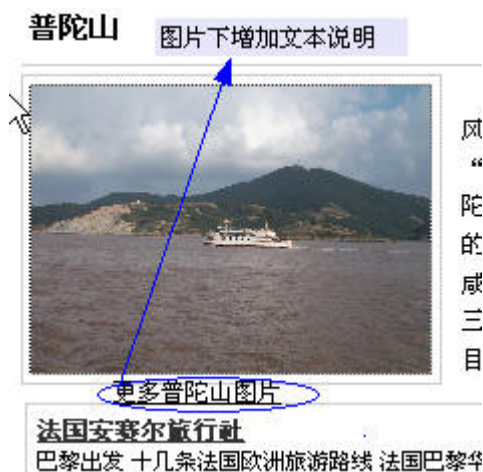 普陀山
图片下增加文本说明
风
“
陀
的
咸
三
目
更多普陀山图片
法国安赛尔旅行社
巴黎出发 十几条法国欧洲旅游路线 法国巴黎华